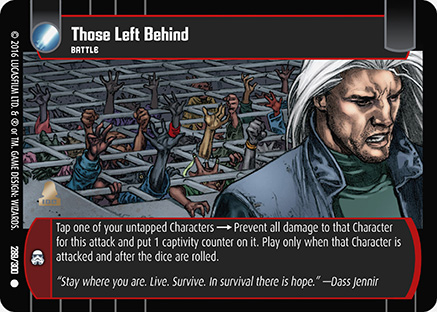 Those Left Behind
BATTLE
© 2016 LUCASFILM LTD. & ® or TM. GAME DESIGN: WIZARDS
Tap one of your untapped Characters → Prevent all damage to that Character
for this attack and put 1 captivity counter on it. Play only when that Character is
attacked and after the dice are rolled.
“Stay where you are. Live. Survive. In survival there is hope.” —Dass Jennir